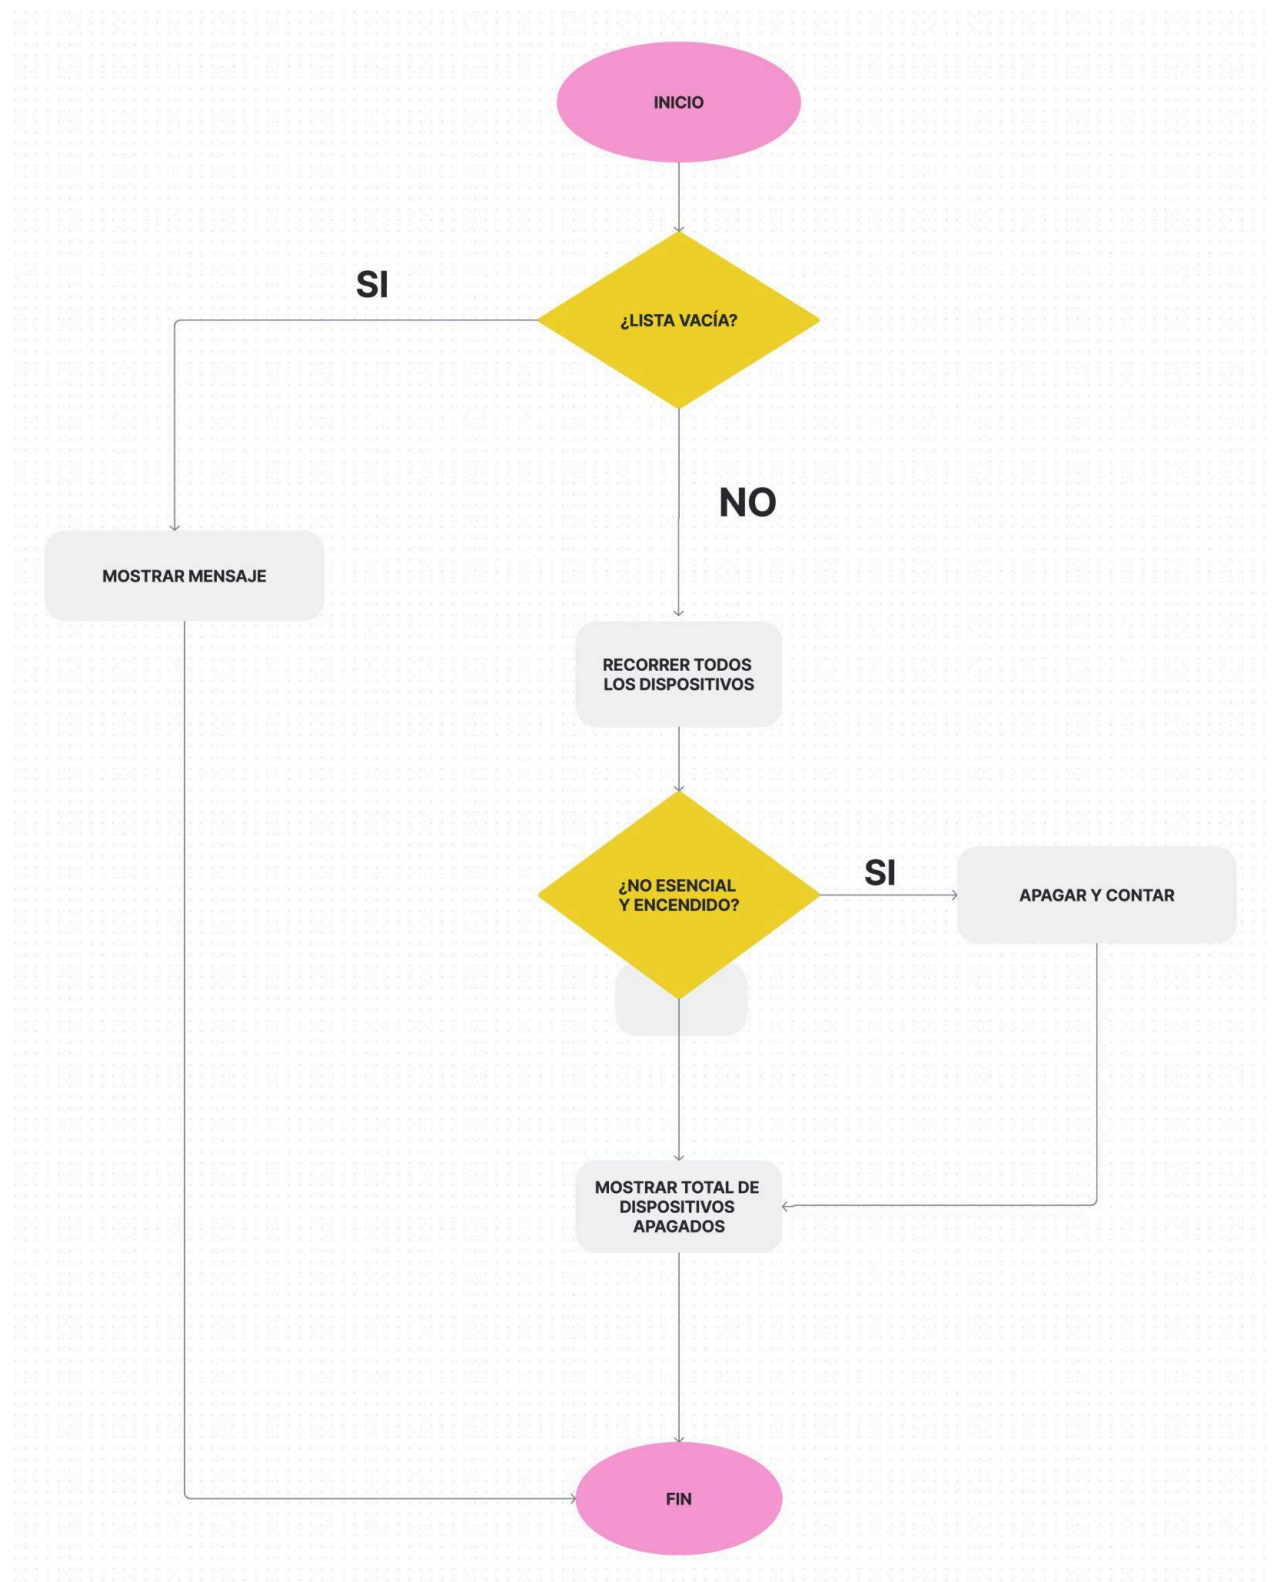 INICIO
SI
¿LISTA VACÍA?
NO
MOSTRAR MENSAJE
RECORRER TODOS
LOS DISPOSITIVOS
¿NO ESENCIAL
Y ENCENDIDO?
SI
APAGAR Y CONTAR
MOSTRAR TOTAL DE
DISPOSITIVOS
APAGADOS
FIN